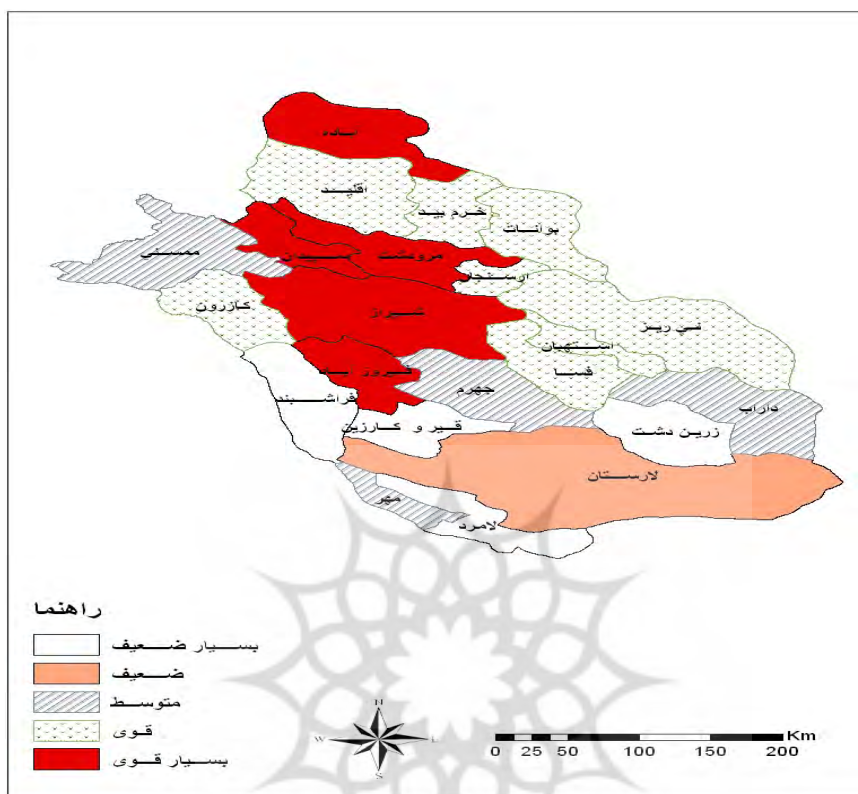 آباده
اقلید
خرم بید
بوانات
ممسنی
سپیدان
مرودشت
ارسنجان
کازرون
شیراز
نی ریز
استهبان
فسا
جهرم
فراشبند
داراب
زرین دشت
قیر و کارزین
لارستان
مهر
لامرد
راهنما
بسیار ضعیف
ضعیف
متوسط
قوی
بسیار قوی
N
W
E
S
Km
0 25 50 100 150 200